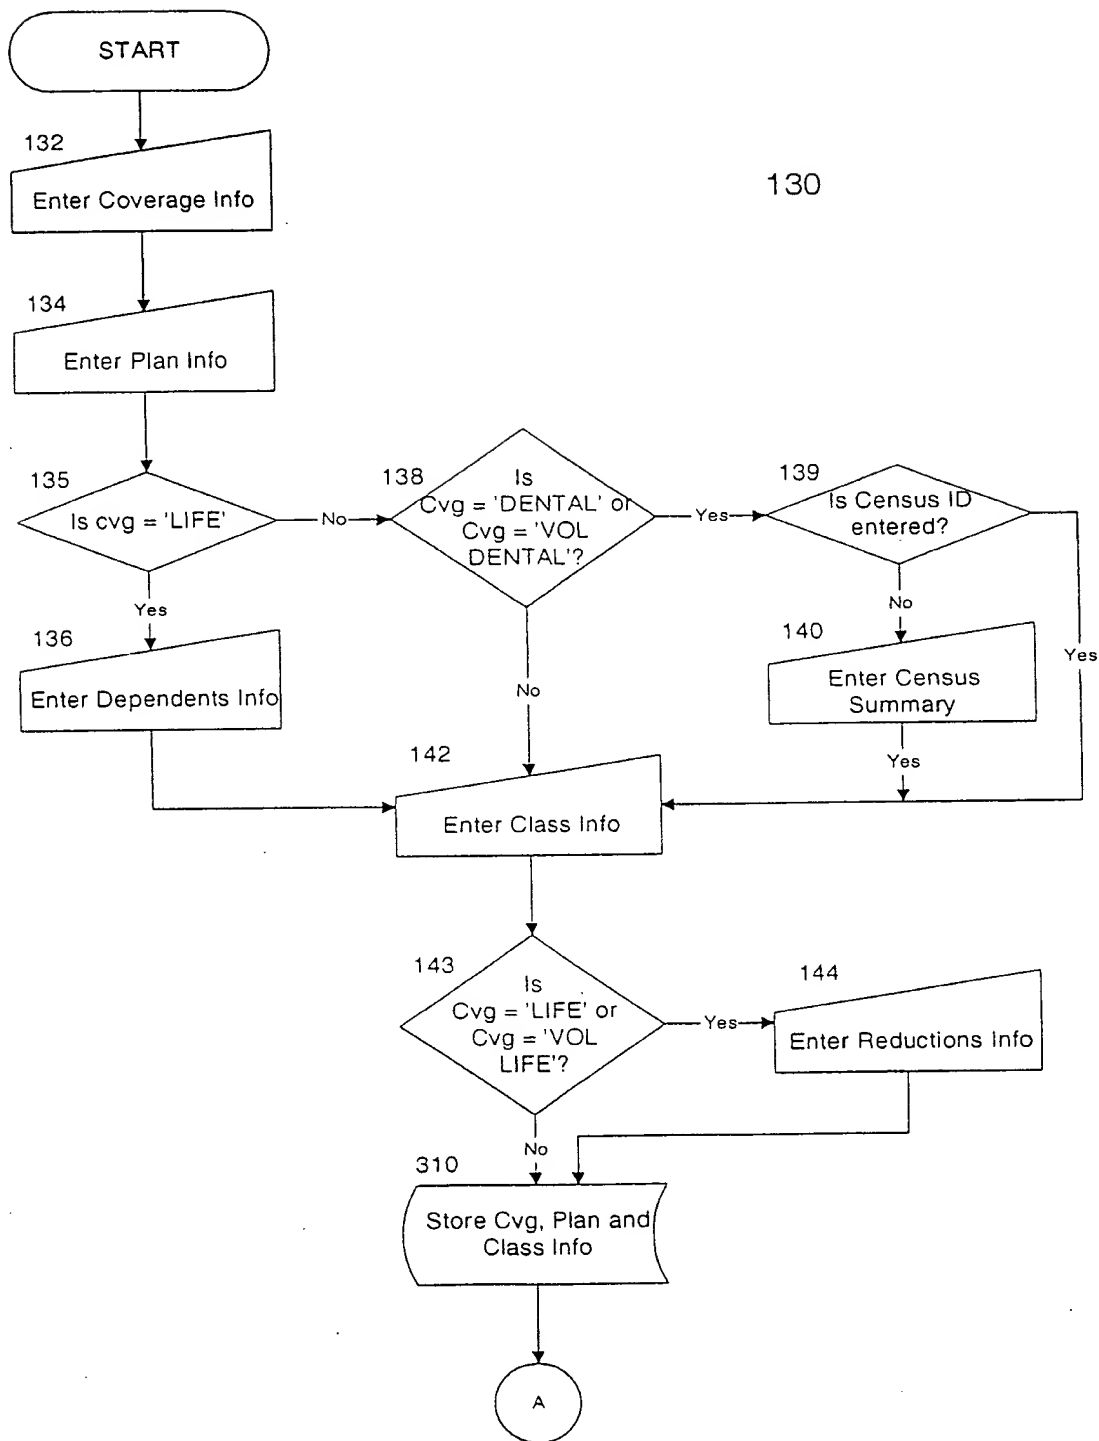 START
132
Enter Coverage Info
130
134
Enter Plan Info
135
Is cvg = 'LIFE'
No
138
Is
Cvg = 'DENTAL' or
Cvg = 'VOL
DENTAL'?
Yes
139
Is Census ID
entered?
Yes
136
Enter Dependents Info
No
No
140
Enter Census
Summary
Yes
Yes
142
Enter Class Info
143
Is
Cvg = 'LIFE' or
Cvg = 'VOL
LIFE'?
Yes
144
Enter Reductions Info
No
310
Store Cvg, Plan and
Class Info
A